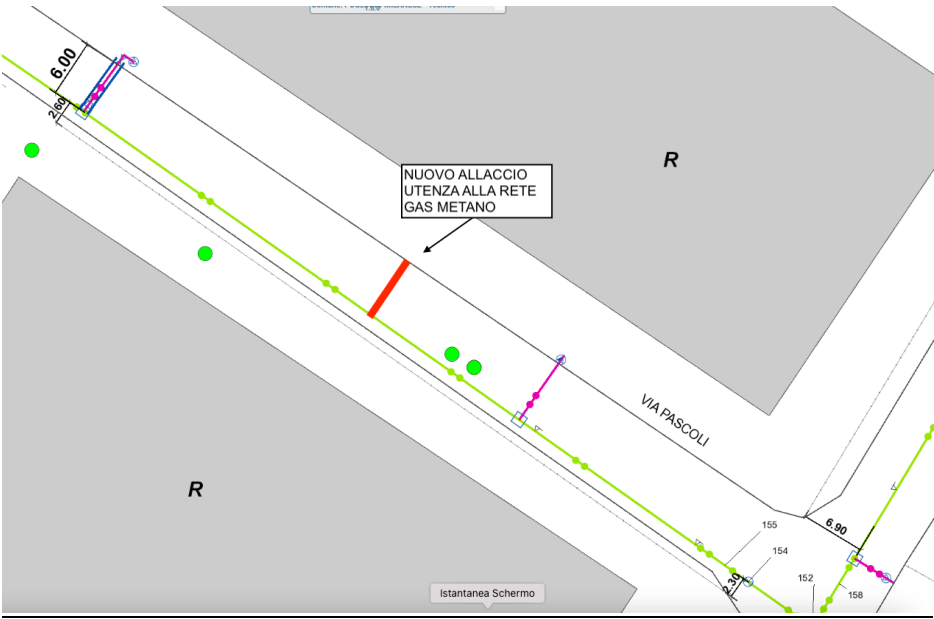 6.00
2.60
R
NUOVO ALLACCIO
UTENZA ALLA RETE
GAS METANO
VIA PASCOLI
R
6.90
155
154
2.30
152
158
Istantanea Schermo